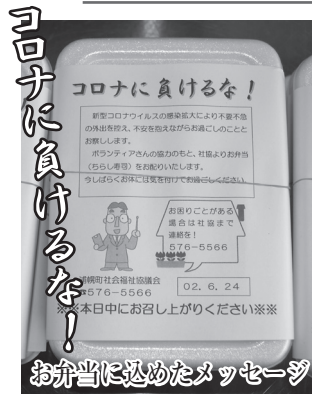 コロナに負けるな！
コロナに負けるな！
新型コロナウイルスの感染拡大により不要不急
の外出を控え、不安を抱えながらお過ごしのことと
お察しします。
ボランティアさんの協力のもと、社協よりお弁当
（ちらし寿司）をお配りいたします。
今しばらくお体には気を付けてお過ごしください。
お困りごとがある
場合は社協まで
連絡を！
576-5566
幌町社会福祉協議会
☎576-5566
02. 6. 24
※※本日中にお召し上がりください※※
お弁当に込めたメッセージ